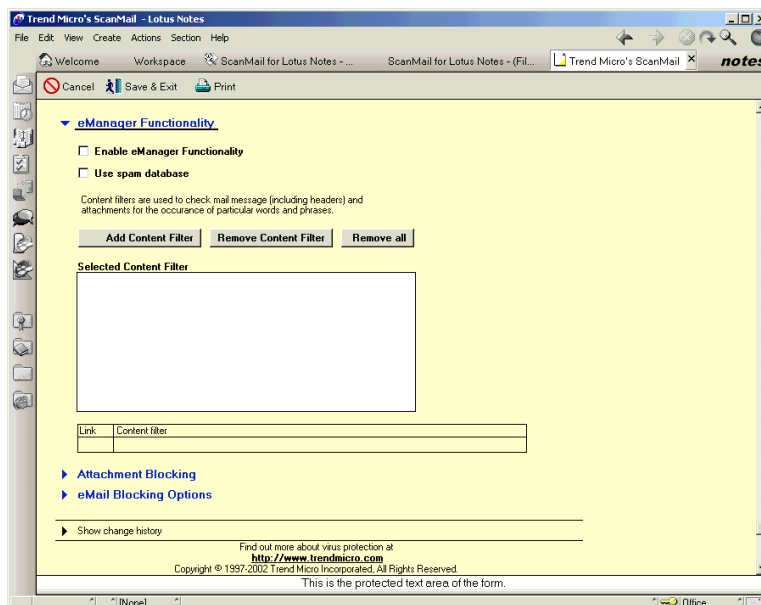 Trend Micro's ScanMail - Lotus Notes
File Edit View Create Actions Section Help
Welcome Workspace ScanMail for Lotus Notes - ... ScanMail for Lotus Notes - (Fil... Trend Micro's ScanMail notes
Cancel Save & Exit Print
eManager Functionality
Enable eManager Functionality
Use spam database
Content filters are used to check mail message (including headers) and
attachments for the occurance of particular words and phrases.
Add Content Filter Remove Content Filter Remove all
Selected Content Filter
Link Content filter
Attachment Blocking
eMail Blocking Options
Show change history
Find out more about virus protection at
http://www.trendmicro.com
Copyright © 1997-2002 Trend Micro Incorporated, All Rights Reserved.
This is the protected text area of the form.
[None] Office